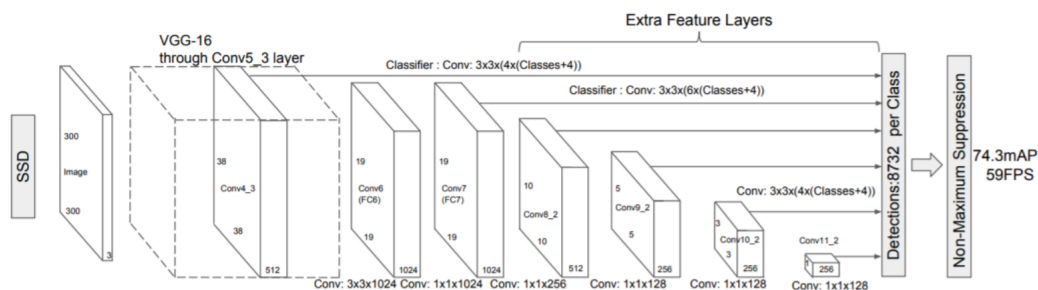 Extra Feature Layers
VGG-16
through Conv5_3 layer
Classifier : Conv: 3x3x(4x(Classes+4))
Classifier : Conv: 3x3x(6x(Classes+4))
SSD
300
Image
300
3
38
Conv4_3
38
512
19
Conv6
(FC6)
19
1024
19
Conv7
(FC7)
19
1024
10
Conv8_2
10
512
5
Conv9_2
5
256
Conv: 3x3x(4x(Classes+4))
3
Conv10_2
3
256
Conv11_2
1
256
Conv: 3x3x1024
Conv: 1x1x1024
Conv: 1x1x256
Conv: 1x1x128
Conv: 1x1x128
Conv: 1x1x128
Detections:8732 per Class
Non-Maximum Suppression
74.3mAP
59FPS